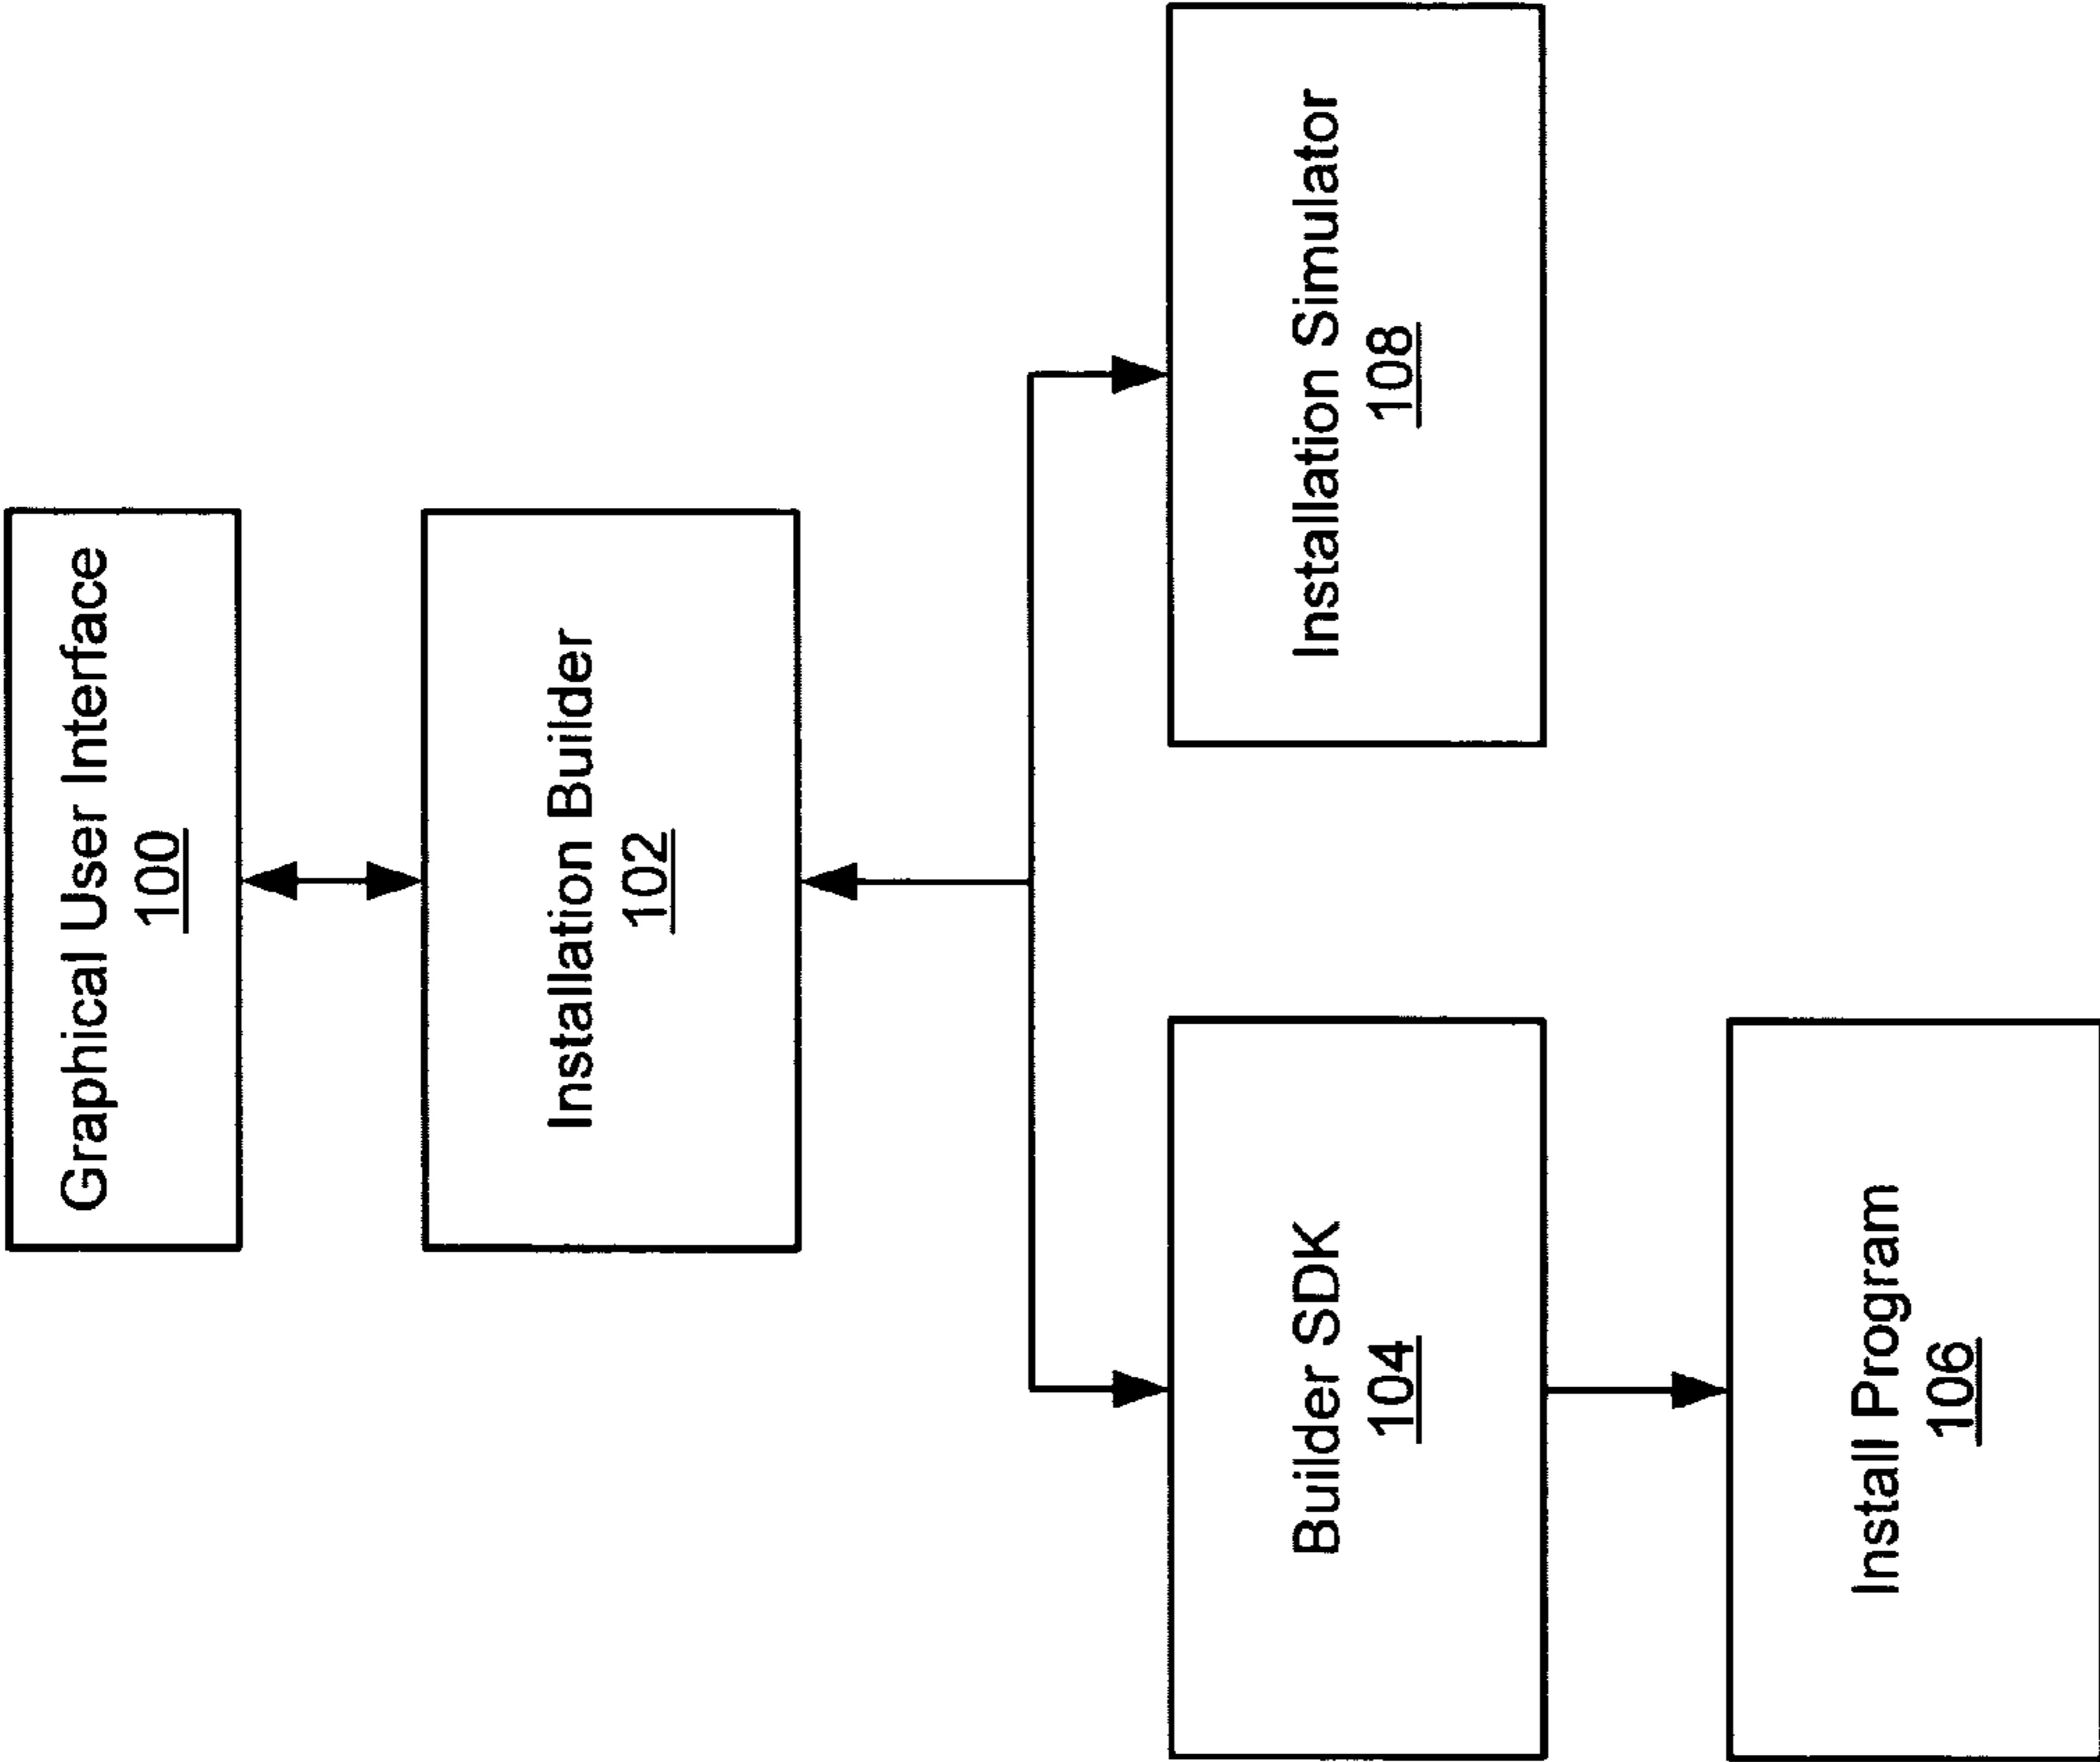 Graphical User Interface
100
Installation Builder
102
Builder SDK
104
Installation Simulator
108
Install Program
106